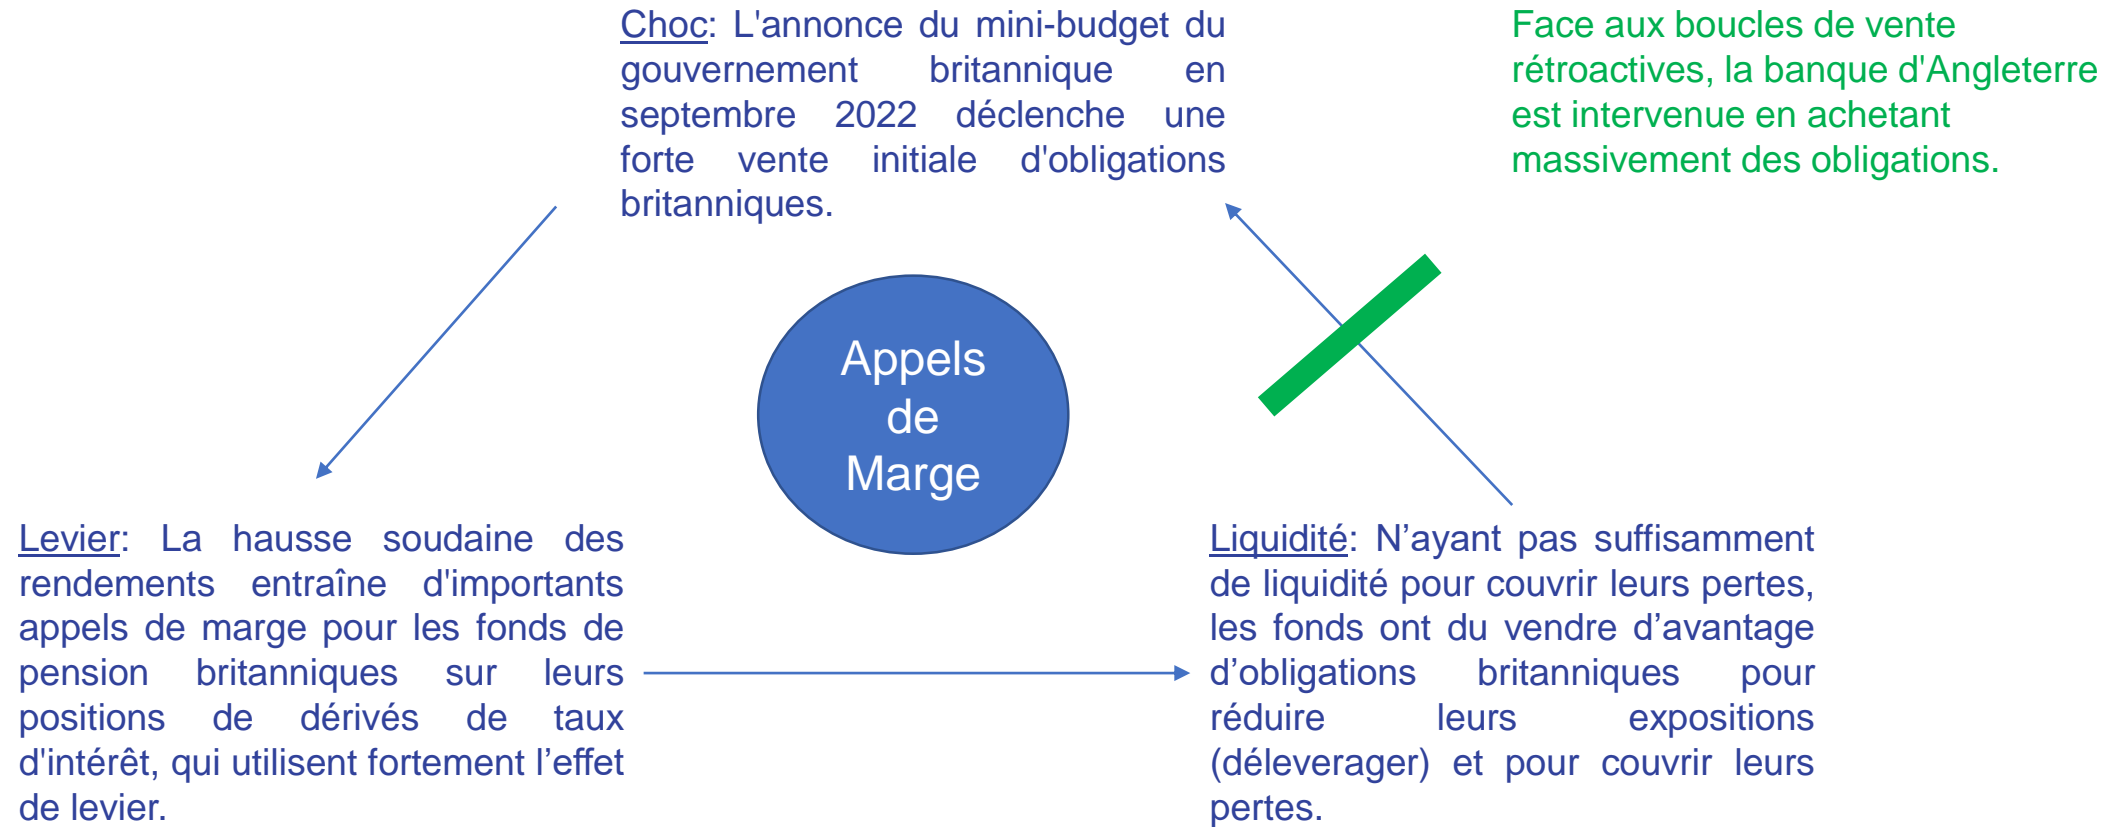 Choc: L'annonce du mini-budget du
gouvernement britannique en
septembre 2022 déclenche une
forte vente initiale d'obligations
britanniques.
Face aux boucles de vente
rétroactives, la banque d'Angleterre
est intervenue en achetant
massivement des obligations.
Appels
de
Marge
Levier: La hausse soudaine des
rendements entraîne d'importants
appels de marge pour les fonds de
pension britanniques sur leurs
positions de dérivés de taux
d'intérêt, qui utilisent fortement l’effet
de levier.
Liquidité: N’ayant pas suffisamment
de liquidité pour couvrir leurs pertes,
les fonds ont du vendre d’avantage
d’obligations britanniques pour
réduire leurs expositions
(déleverager) et pour couvrir leurs
pertes.